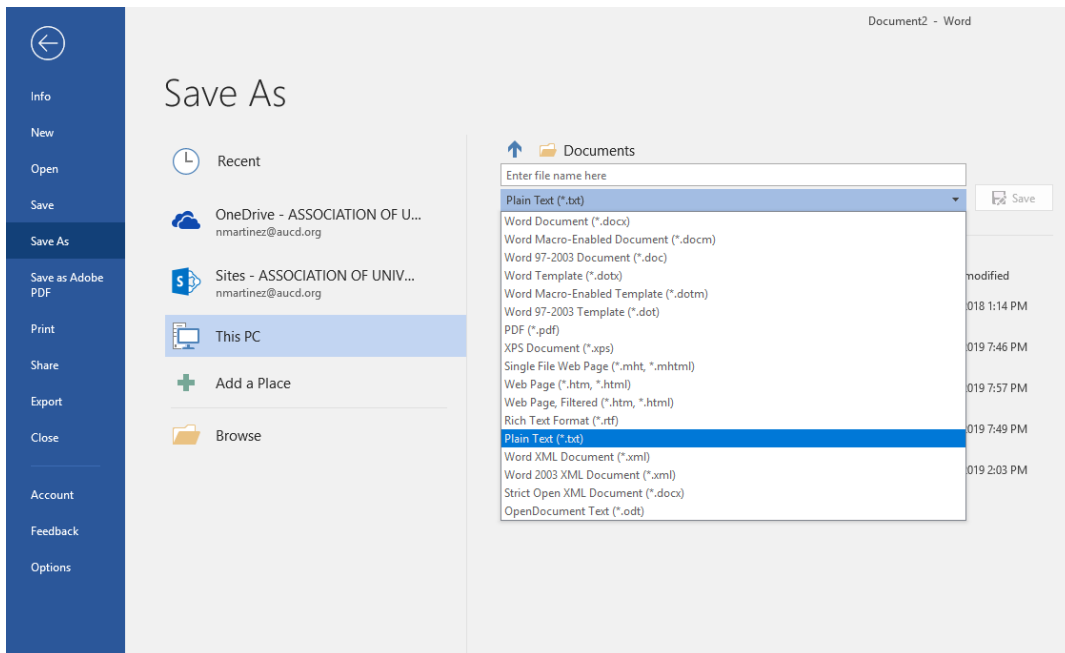 Document2 - Word
Info
New
Open
Save
Save As
Save as Adobe
PDF
Print
Share
Export
Close
Account
Feedback
Options
Save As
Recent
OneDrive - ASSOCIATION OF U...
nmartinez@aucd.org
Sites - ASSOCIATION OF UNIV...
nmartinez@aucd.org
This PC
Add a Place
Browse
Documents
Enter file name here
Plain Text (*.txt)
Save
Word Document (*.docx)
Word Macro-Enabled Document (*.docm)
Word 97-2003 Document (*.doc)
Word Template (*.dotx)
Word Macro-Enabled Template (*.dotm)
Word 97-2003 Template (*.dot)
PDF (*.pdf)
XPS Document (*.xps)
Single File Web Page (*.mht, *.mhtml)
Web Page (*.htm, *.html)
Web Page, Filtered (*.htm, *.html)
Rich Text Format (*.rtf)
Plain Text (*.txt)
Word XML Document (*.xml)
Word 2003 XML Document (*.xml)
Strict Open XML Document (*.docx)
OpenDocument Text (*.odt)
modified
018 1:14 PM
019 7:46 PM
019 7:57 PM
019 7:49 PM
019 2:03 PM